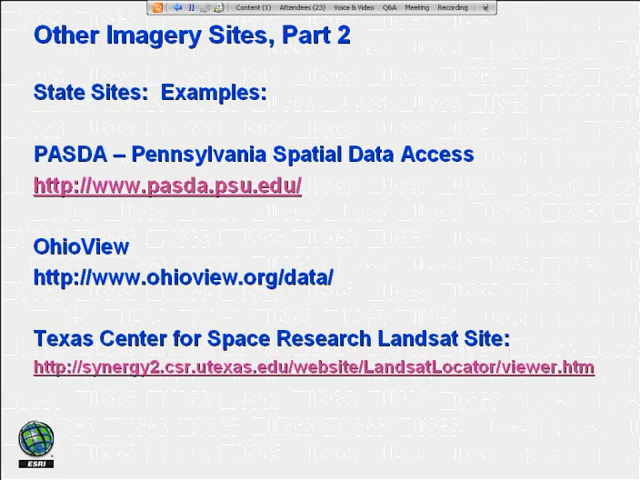 Content (1) Attendees (23) Voice & Video Q&A Meeting Recording
Other Imagery Sites, Part 2
State Sites: Examples:
PASDA – Pennsylvania Spatial Data Access
http://www.pasda.psu.edu/
OhioView
http://www.ohioview.org/data/
Texas Center for Space Research Landsat Site:
http://synergy2.csr.utexas.edu/website/LandsatLocator/viewer.htm
ESRI